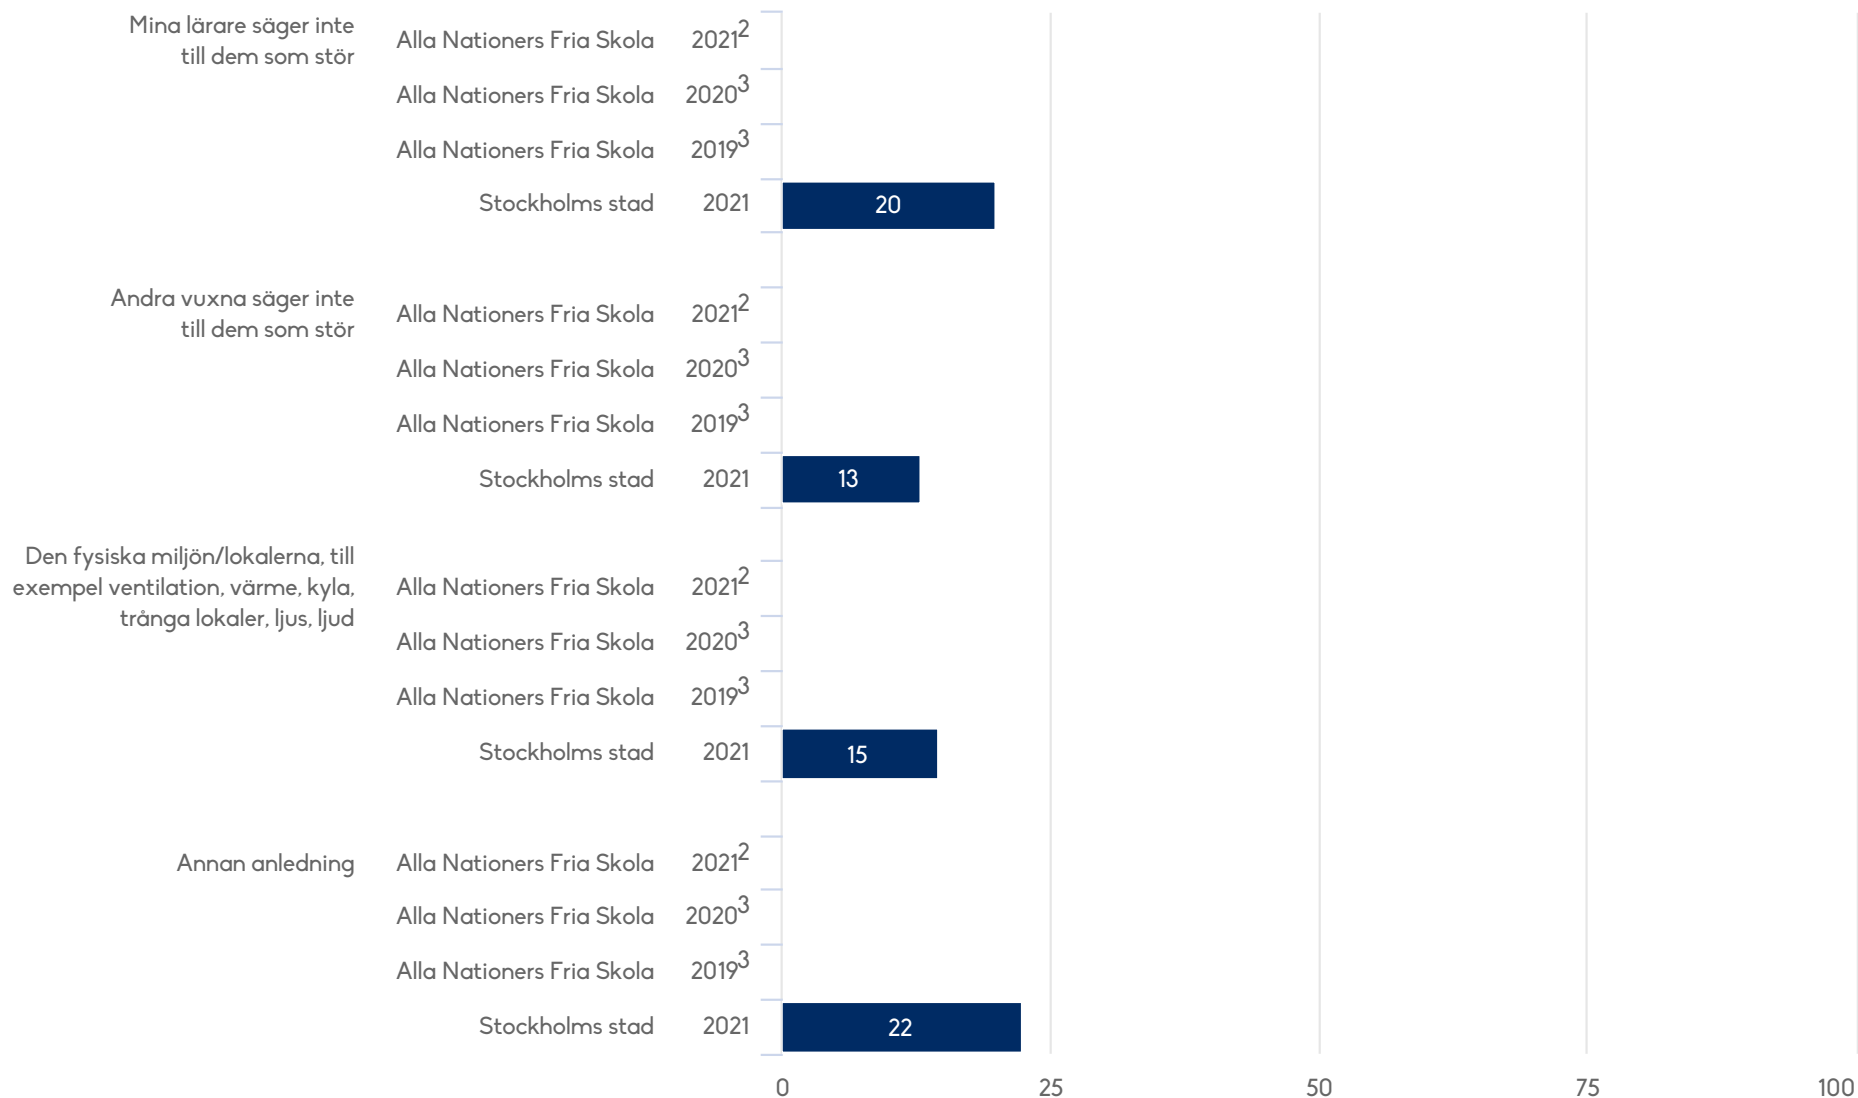 Mina lärare säger inte
till dem som stör
Alla Nationers Fria Skola 2021²
Alla Nationers Fria Skola 2020³
Alla Nationers Fria Skola 2019³
Stockholms stad 2021 20
Andra vuxna säger inte
till dem som stör
Alla Nationers Fria Skola 2021²
Alla Nationers Fria Skola 2020³
Alla Nationers Fria Skola 2019³
Stockholms stad 2021 13
Den fysiska miljön/lokalerna, till
exempel ventilation, värme, kyla,
trånga lokaler, ljus, ljud
Alla Nationers Fria Skola 2021²
Alla Nationers Fria Skola 2020³
Alla Nationers Fria Skola 2019³
Stockholms stad 2021 15
Annan anledning
Alla Nationers Fria Skola 2021²
Alla Nationers Fria Skola 2020³
Alla Nationers Fria Skola 2019³
Stockholms stad 2021 22
0 25 50 75 100